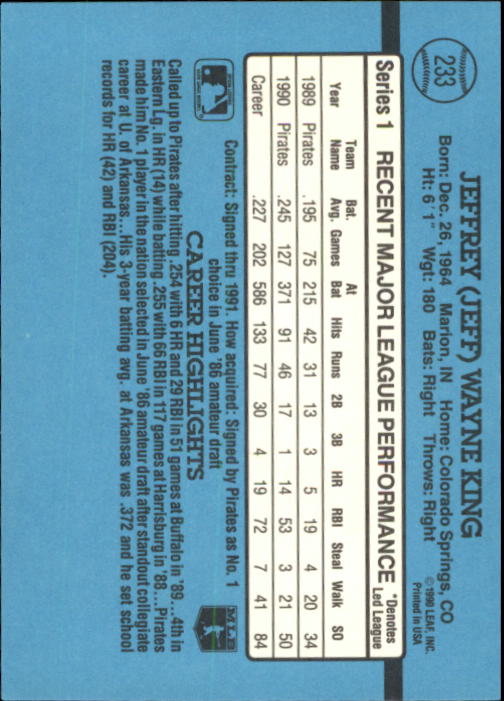 233
JEFFREY (JEFF) WAYNE KING
Born: Dec. 26, 1964 Marion, IN Home: Colorado Springs, CO
Ht: 6' 1" Wgt: 180 Bats: Right Throws: Right
© 1990 LEAF, INC.
Printed in USA
Series 1 RECENT MAJOR LEAGUE PERFORMANCE *Denotes Led League
Year Team Name Bat. Avg. Games At Bat Hits Runs 2B 3B HR RBI Steal Walk SO
1989 Pirates .195 75 215 42 31 13 3 5 19 4 20 34
1990 Pirates .245 127 371 91 46 17 1 14 53 3 21 50
Career .227 202 586 133 77 30 4 19 72 7 41 84
Contract: Signed thru 1991. How acquired: Signed by Pirates as No. 1
choice in June '86 amateur draft
CAREER HIGHLIGHTS
MLB
Called up to Pirates after hitting .254 with 6 HR and 29 RBI in 51 games at Buffalo in '89...4th in
Eastern Lg. in HR (14) while batting .255 with 66 RBI in 117 games at Harrisburg in '88...Pirates
made him No. 1 player in the nation selected in June '86 amateur draft after standout collegiate
career at U. of Arkansas...His 3-year batting avg. at Arkansas was .372 and he set school
records for HR (42) and RBI (204).